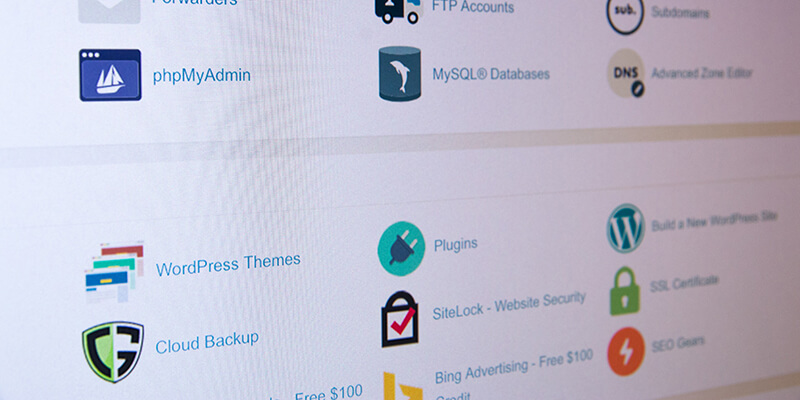 Forwarders
FTP Accounts
sub.
Subdomains
phpMyAdmin
MySQL® Databases
DNS
Advanced Zone Editor
WordPress Themes
Plugins
W
Build a New WordPress Site
Cloud Backup
SiteLock - Website Security
SSL Certificate
G
Free $100
Bing Advertising - Free $100
Credit
SEO Gears